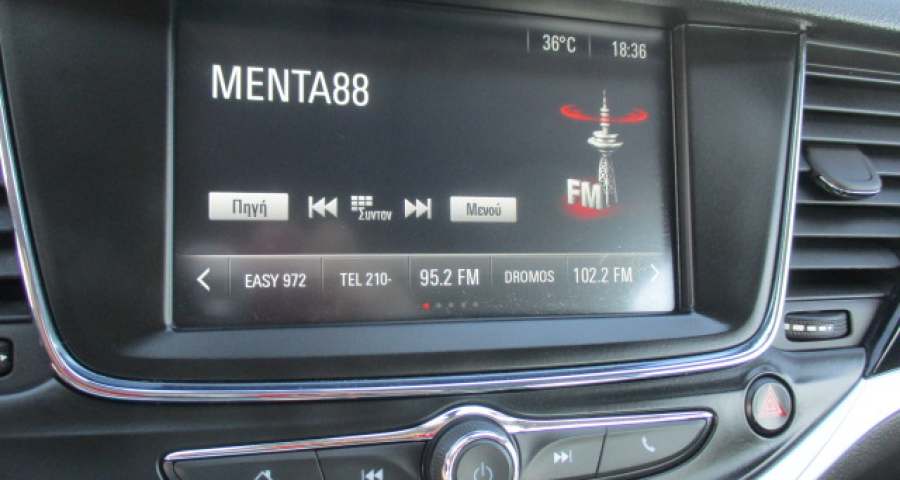 36°C 18:36
MENTA88
FM
Πηγή Συντον Μενού
EASY 972 TEL 210- 95.2 FM DROMOS 102.2 FM